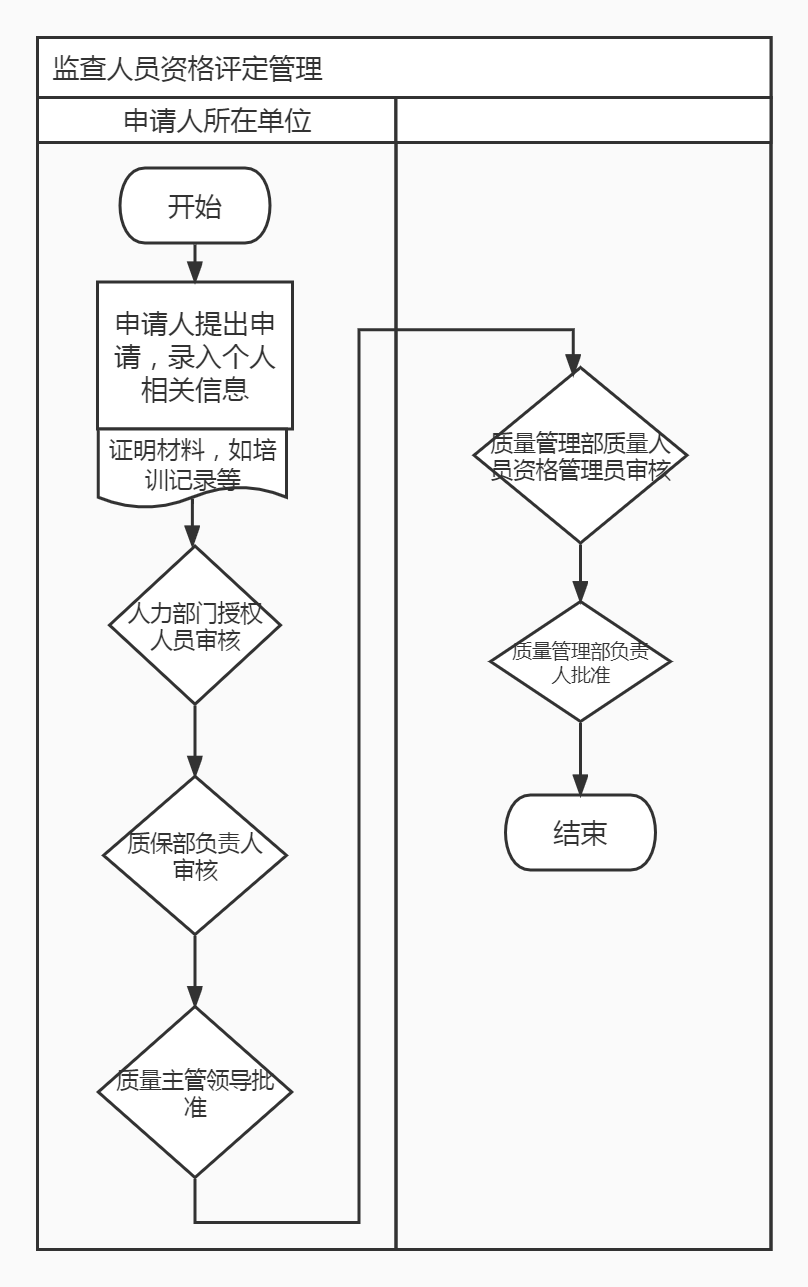 监查人员资格评定管理
申请人所在单位
开始
申请人提出申
请，录入个人
相关信息
证明材料，如培
训记录等
人力部门授权
人员审核
质保部负责人
审核
质量主管领导批
准
质量管理部质量人
员资格管理员审核
质量管理部负责
人批准
结束